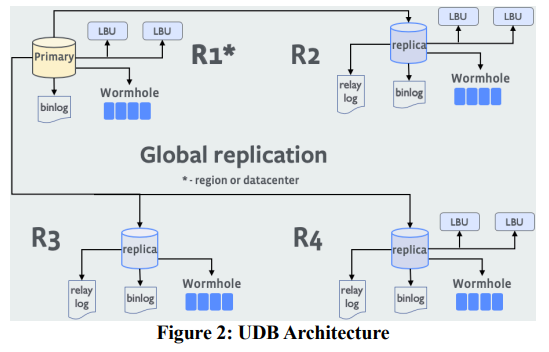 LBU
LBU
Primary
R1*
binlog
Wormhole
R2
LBU
LBU
replica
relay
log
binlog
Wormhole
Global replication
* - region or datacenter
R3
replica
relay
log
binlog
Wormhole
R4
LBU
LBU
replica
relay
log
binlog
Wormhole
Figure 2: UDB Architecture